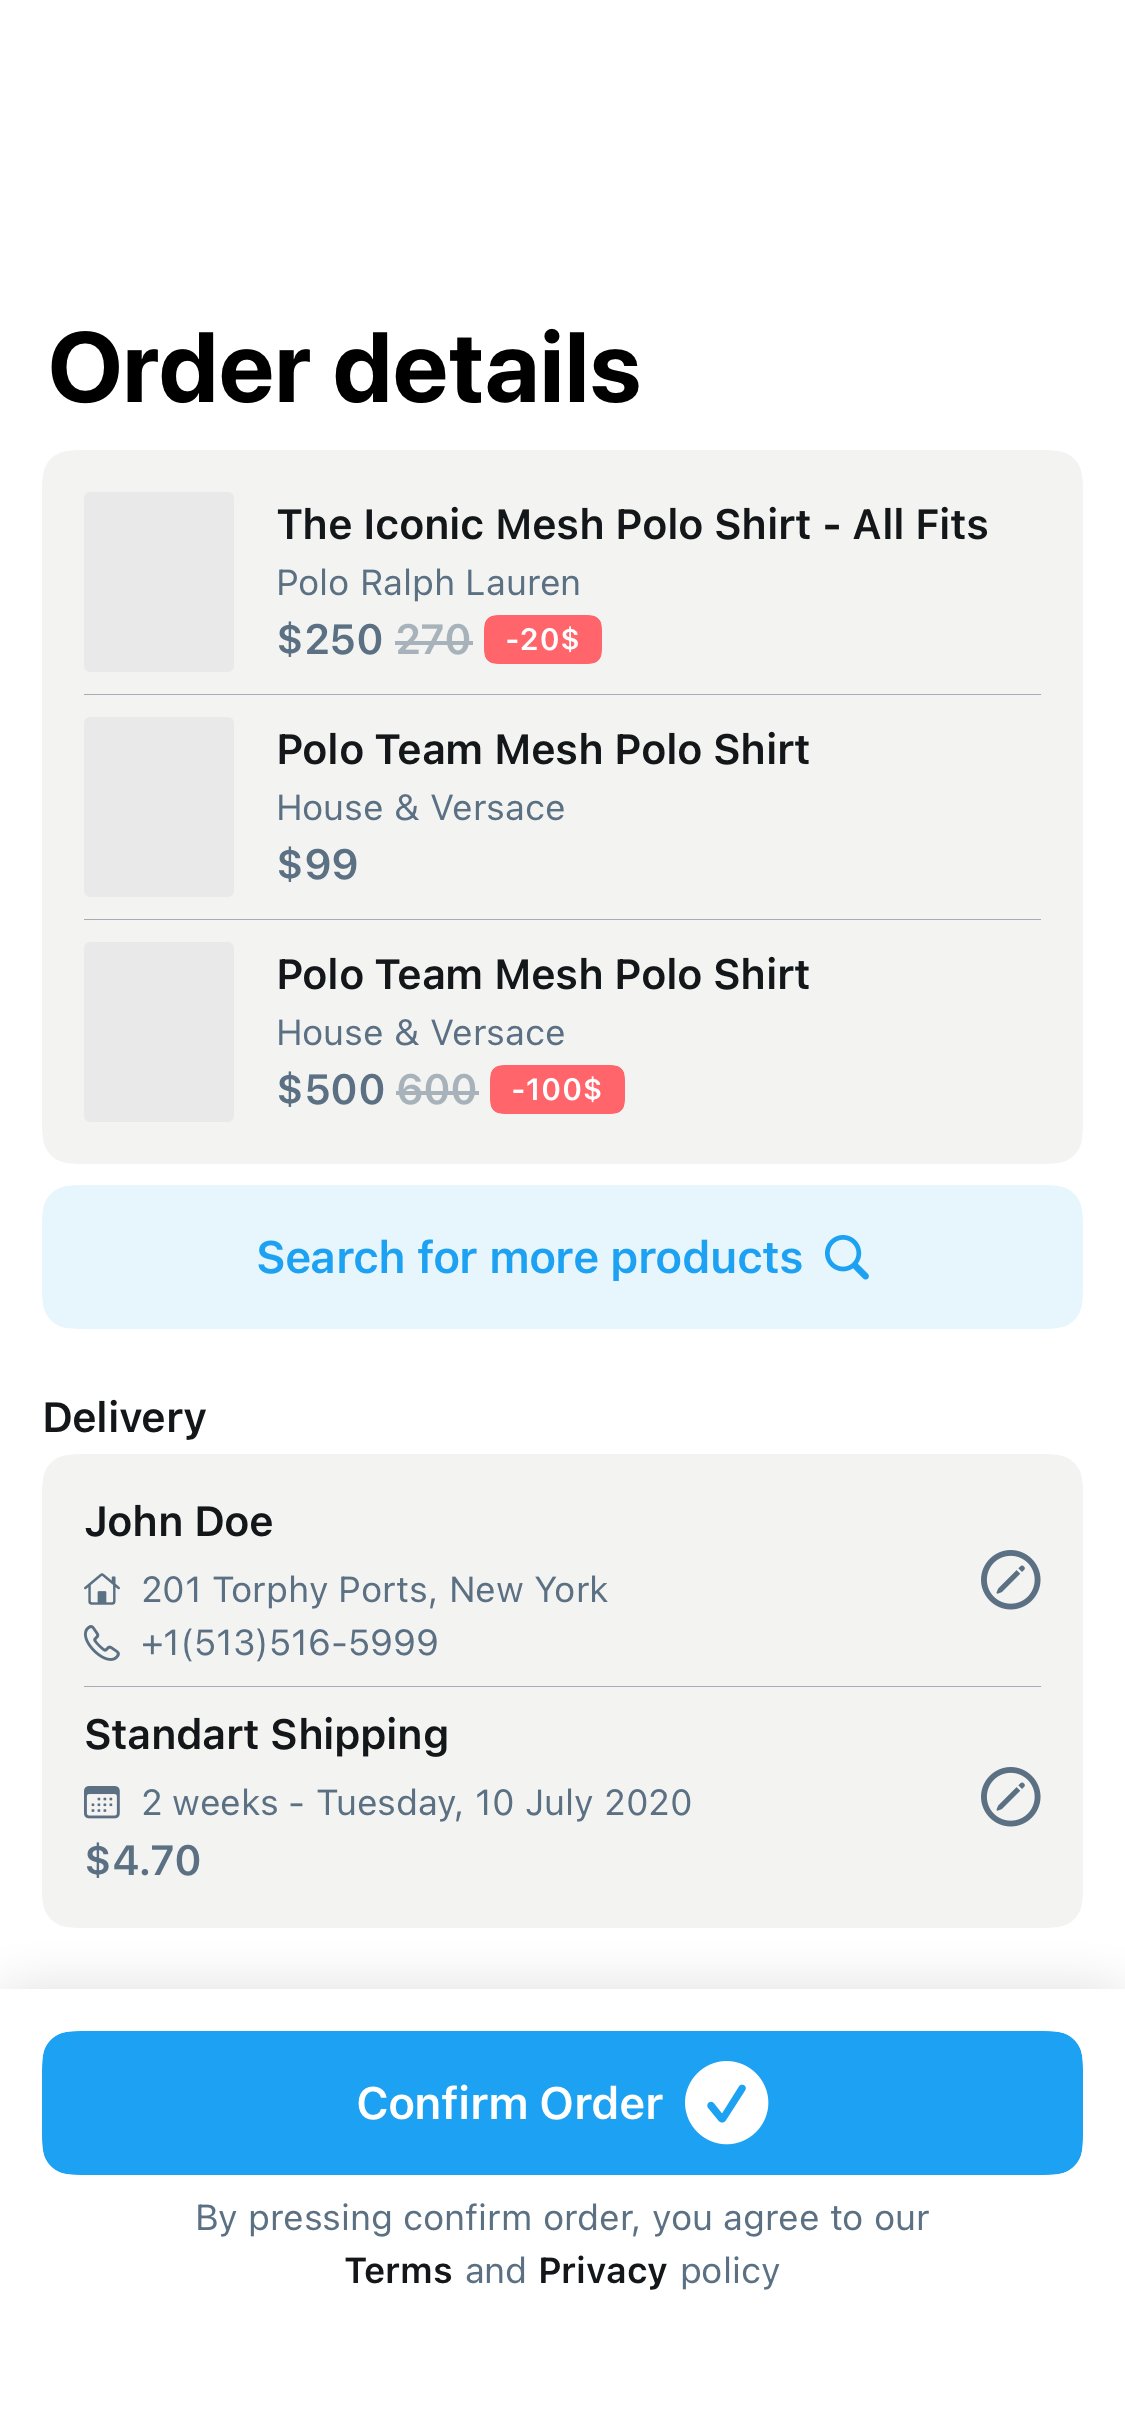 Order details
The Iconic Mesh Polo Shirt - All Fits
Polo Ralph Lauren
$250 270 -20$
Polo Team Mesh Polo Shirt
House & Versace
$99
Polo Team Mesh Polo Shirt
House & Versace
$500 600 -100$
Search for more products
Delivery
John Doe
201 Torphy Ports, New York
+1(513)516-5999
Standart Shipping
2 weeks - Tuesday, 10 July 2020
$4.70
Confirm Order
By pressing confirm order, you agree to our
Terms and Privacy policy